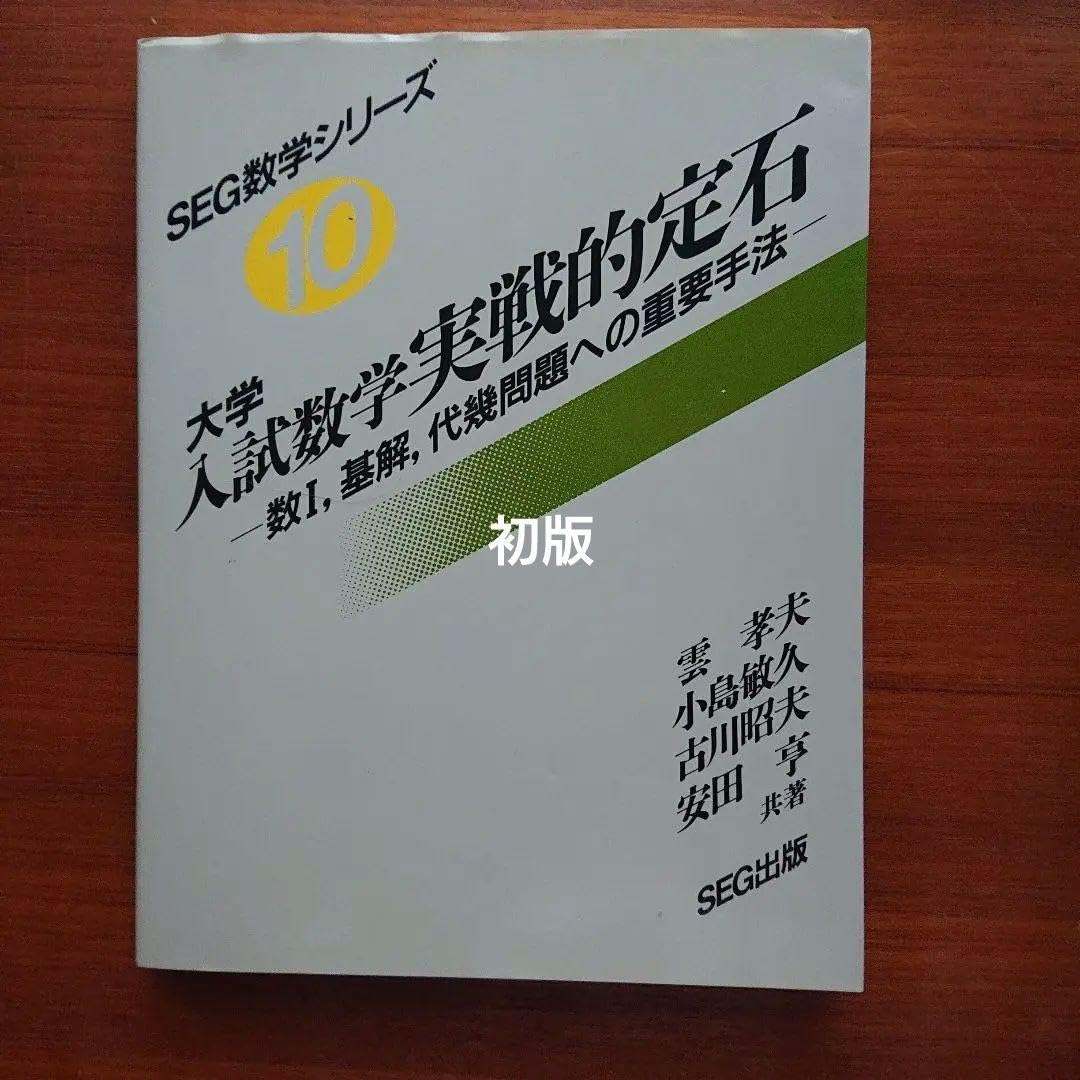 SEG数学シリーズ
10
大学
入試数学実戦的定石
―数I,基解,代幾問題への重要手法―
初版
雲 孝夫
小島敏久
古川昭夫
安田 亨
共著
SEG出版